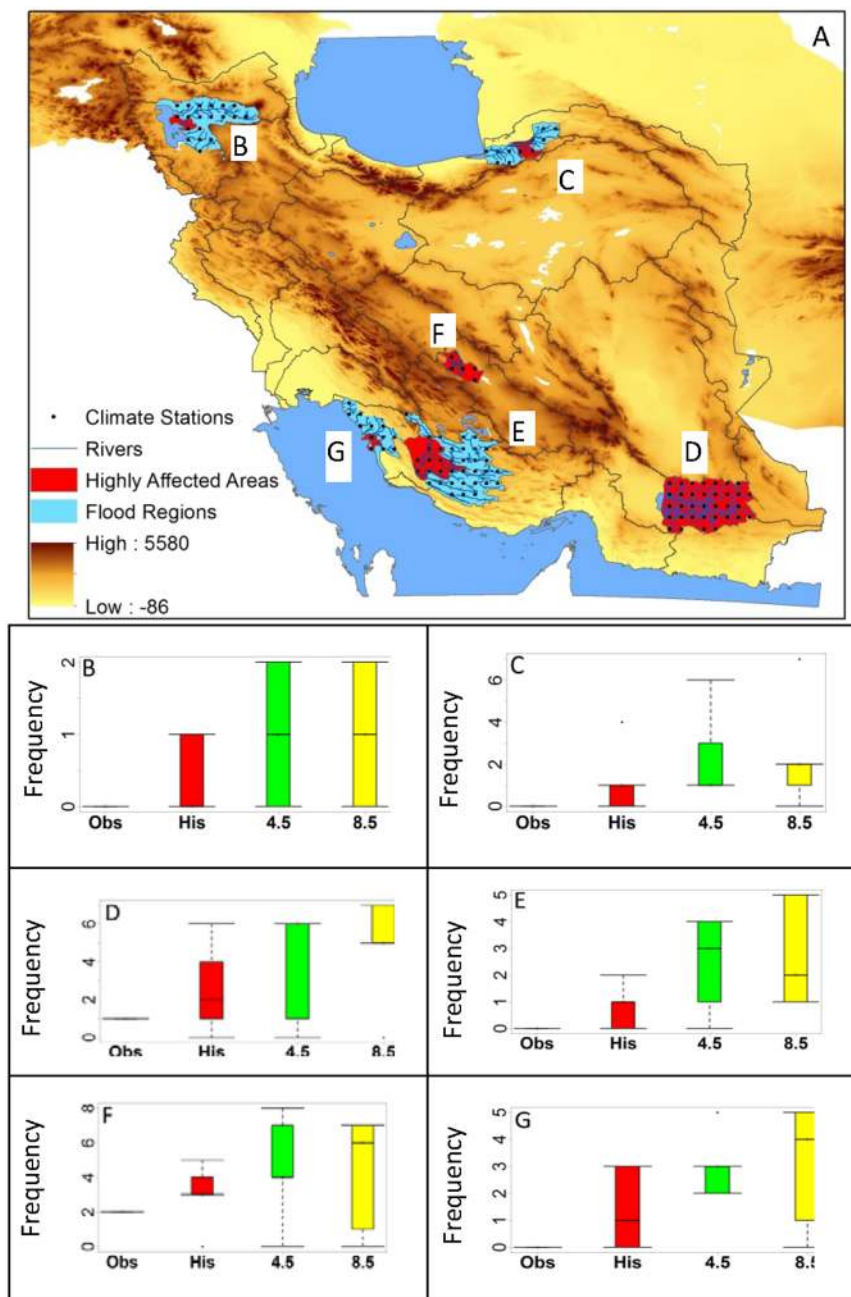 A
B
C
F
E
G
D
Climate Stations
Rivers
Highly Affected Areas
Flood Regions
High : 5580
Low : -86
B
Frequency
0 1 2
Obs His 4.5 8.5
C
Frequency
0 2 4 6
Obs His 4.5 8.5
D
Frequency
0 2 4 6
Obs His 4.5 8.5
E
Frequency
0 1 2 3 4 5
Obs His 4.5 8.5
F
Frequency
0 2 4 6 8
Obs His 4.5 8.5
G
Frequency
0 1 2 3 4 5
Obs His 4.5 8.5